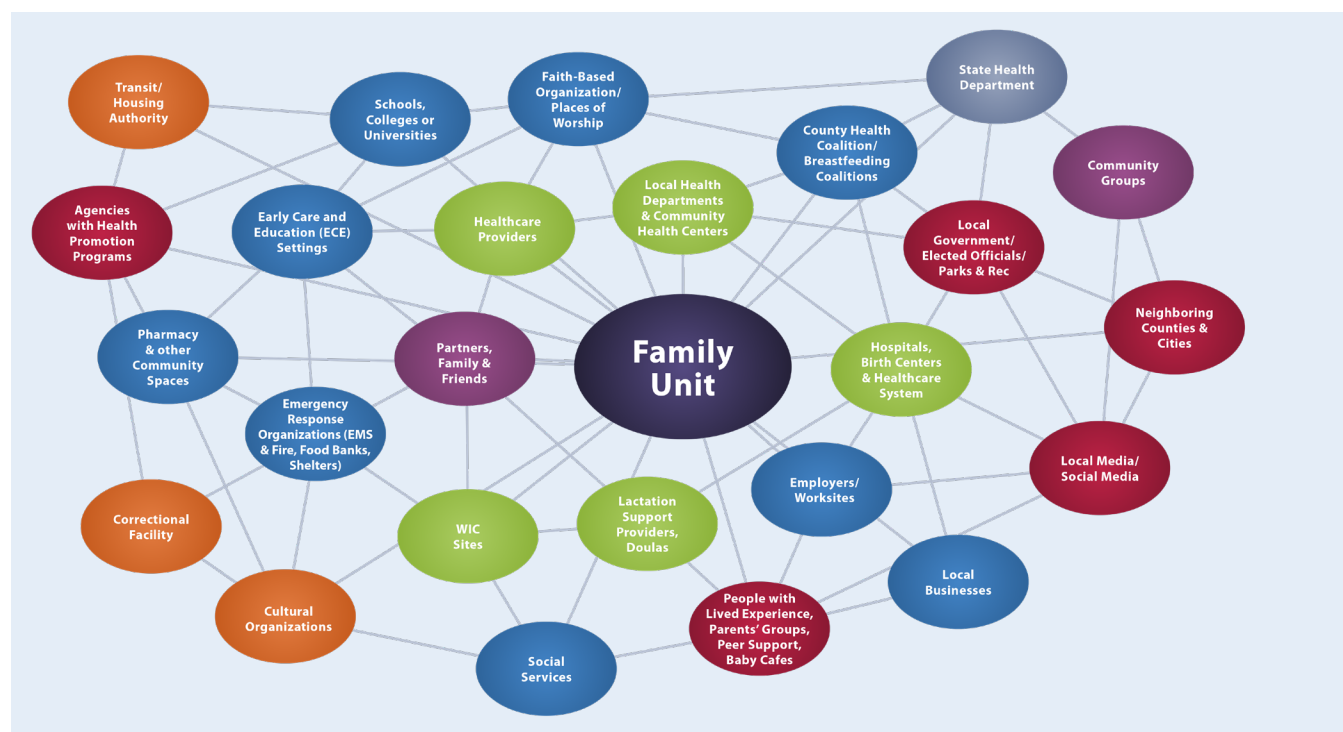 Transit/
Housing
Authority
Schools,
Colleges or
Universities
Faith-Based
Organization/
Places of
Worship
State Health
Department
County Health
Coalition/
Breastfeeding
Coalitions
Community
Groups
Agencies
with Health
Promotion
Programs
Early Care and
Education (ECE)
Settings
Healthcare
Providers
Local Health
Departments
& Community
Health Centers
Local
Government/
Elected Officials/
Parks & Rec
Neighboring
Counties &
Cities
Pharmacy
& other
Community
Spaces
Partners,
Family &
Friends
Family
Unit
Hospitals,
Birth Centers
& Healthcare
System
Emergency
Response
Organizations (EMS
& Fire, Food Banks,
Shelters)
Employers/
Worksites
Local Media/
Social Media
Correctional
Facility
WIC
Sites
Lactation
Support
Providers,
Doulas
Local
Businesses
Cultural
Organizations
People with
Lived Experience,
Parents’ Groups,
Peer Support,
Baby Cafes
Social
Services